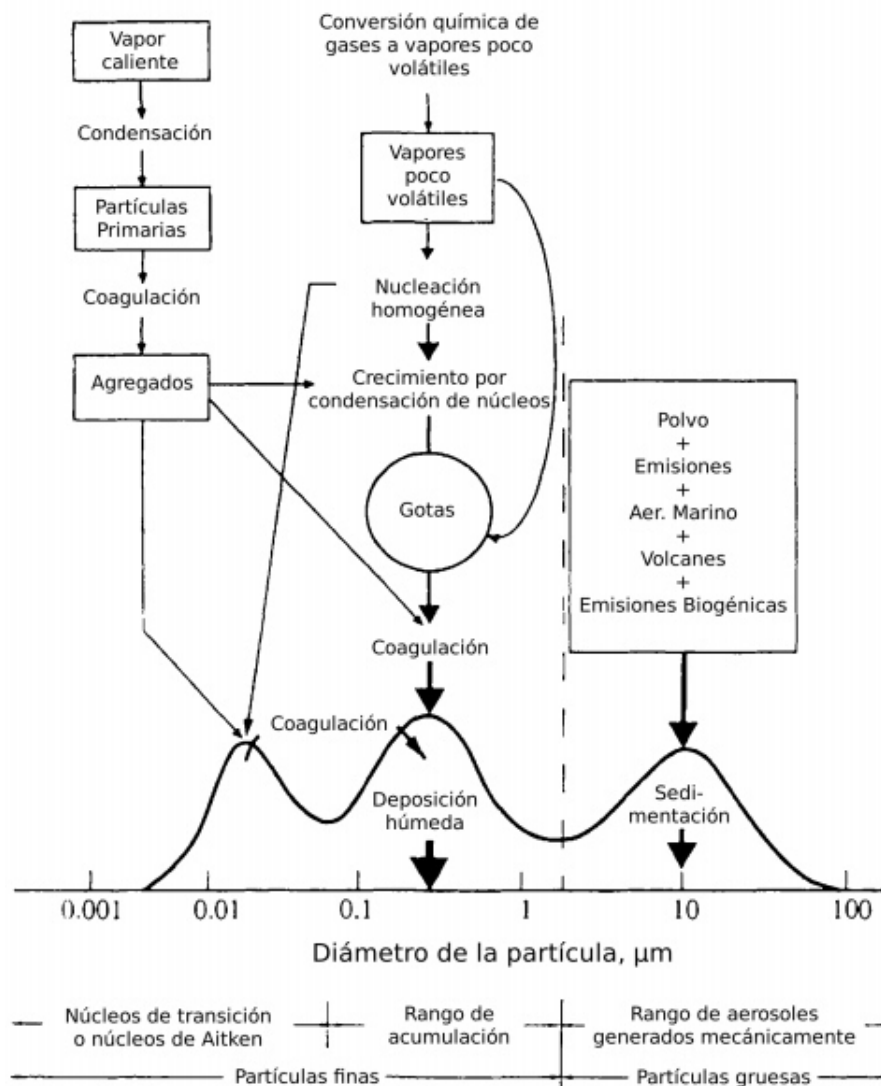 Vapor
caliente
Condensación
Partículas
Primarias
Coagulación
Agregados
Conversión química de
gases a vapores poco
volátiles
Vapores
poco
volátiles
Nucleación
homogénea
Crecimiento por
condensación de núcleos
Gotas
Coagulación
Polvo
+
Emisiones
+
Aer. Marino
+
Volcanes
+
Emisiones Biogénicas
Coagulación
Deposición
húmeda
Sedi-
mentación
0.001 0.01 0.1 1 10 100
Diámetro de la partícula, µm
Núcleos de transición
o núcleos de Aitken
Rango de
acumulación
Rango de aerosoles
generados mecánicamente
Partículas finas
Partículas gruesas